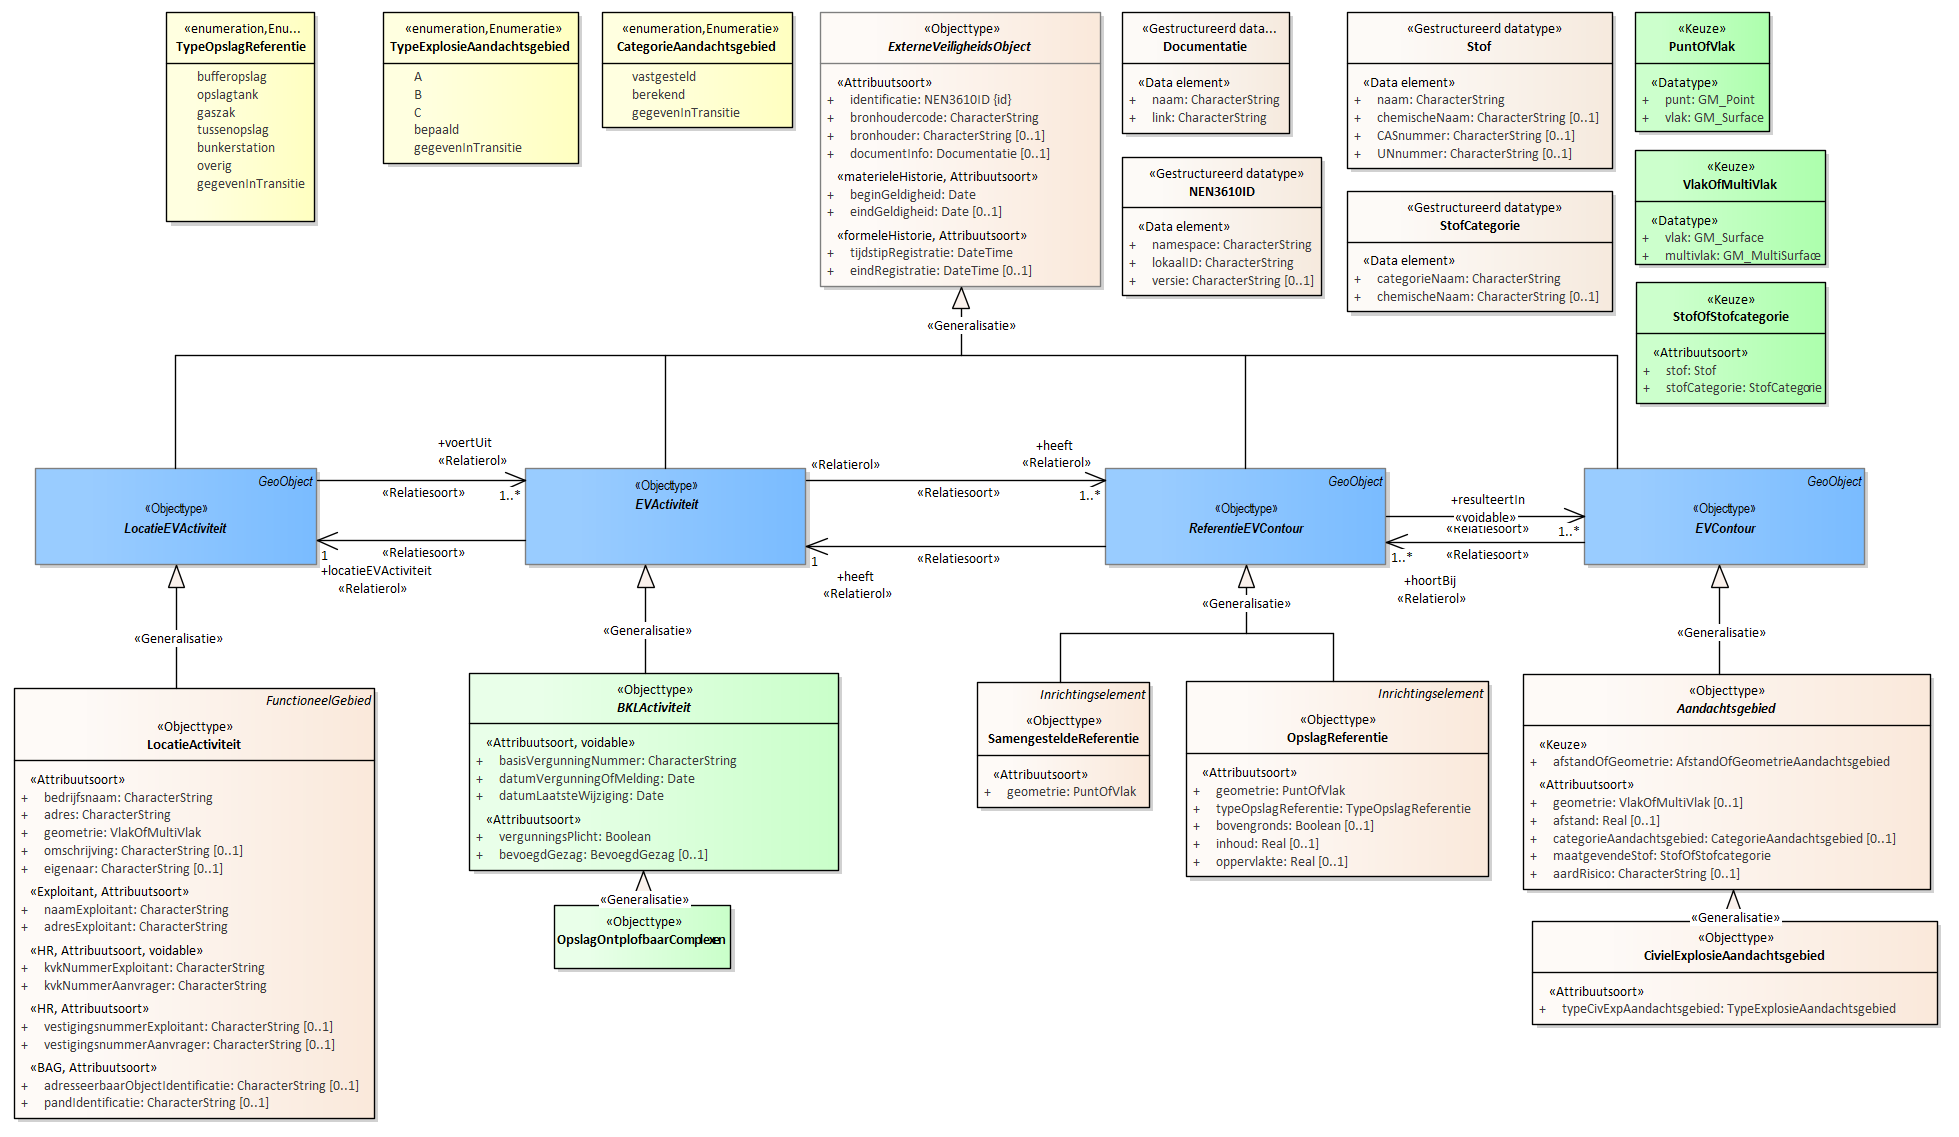 «enumeration,Enu...
TypeOpslagReferentie
bufferopslag
opslagtank
gaszak
tussenopslag
bunkerstation
overig
gegevenInTransitie
«enumeration,Enumeratie»
TypeExplosieAandachtsgebied
A
B
C
bepaald
gegevenInTransitie
«enumeration,Enumeratie»
CategorieAandachtsgebied
vastgesteld
berekend
gegevenInTransitie
«Objecttype»
ExterneVeiligheidsObject
«Attribuutsoort»
+ identificatie: NEN3610ID {id}
+ bronhoudercode: CharacterString
+ bronhouder: CharacterString [0..1]
+ documentInfo: Documentatie [0..1]
«materieleHistorie, Attribuutsoort»
+ beginGeldigheid: Date
+ eindGeldigheid: Date [0..1]
«formeleHistorie, Attribuutsoort»
+ tijdstipRegistratie: DateTime
+ eindRegistratie: DateTime [0..1]
«Gestructureerd data...
Documentatie
«Data element»
+ naam: CharacterString
+ link: CharacterString
«Gestructureerd datatype»
NEN3610ID
«Data element»
+ namespace: CharacterString
+ lokaalID: CharacterString
+ versie: CharacterString [0..1]
«Gestructureerd datatype»
Stof
«Data element»
+ naam: CharacterString
+ chemischeNaam: CharacterString [0..1]
+ CASnummer: CharacterString [0..1]
+ UNnummer: CharacterString [0..1]
«Gestructureerd datatype»
StofCategorie
«Data element»
+ categorieNaam: CharacterString
+ chemischeNaam: CharacterString [0..1]
«Keuze»
PuntOfVlak
«Datatype»
+ punt: GM_Point
+ vlak: GM_Surface
«Keuze»
VlakOfMultiVlak
«Datatype»
+ vlak: GM_Surface
+ multivlak: GM_MultiSurface
«Keuze»
StofOfStofcategorie
«Attribuutsoort»
+ stof: Stof
+ stofCategorie: StofCategorie
«Generalisatie»
GeoObject
«Objecttype»
LocatieEVActiviteit
+voertUit
«Relatierol»
«Relatiesoort»
1..*
«Relatiesoort»
1
+locatieEVActiviteit
«Relatierol»
«Objecttype»
EVActiviteit
«Relatierol»
+heeft
«Relatierol»
«Relatiesoort»
1..*
«Relatiesoort»
1
+heeft
«Relatierol»
GeoObject
«Objecttype»
ReferentieEVContour
+resulteertIn
«voidable»
«Relatiesoort»
1..*
«Relatiesoort»
1..*
+hoortBij
«Relatierol»
GeoObject
«Objecttype»
EVContour
«Generalisatie»
«Generalisatie»
«Generalisatie»
«Generalisatie»
FunctioneelGebied
«Objecttype»
LocatieActiviteit
«Attribuutsoort»
+ bedrijfsnaam: CharacterString
+ adres: CharacterString
+ geometrie: VlakOfMultiVlak
+ omschrijving: CharacterString [0..1]
+ eigenaar: CharacterString [0..1]
«Exploitant, Attribuutsoort»
+ naamExploitant: CharacterString
+ adresExploitant: CharacterString
«HR, Attribuutsoort, voidable»
+ kvkNummerExploitant: CharacterString
+ kvkNummerAanvrager: CharacterString
«HR, Attribuutsoort»
+ vestigingsnummerExploitant: CharacterString [0..1]
+ vestigingsnummerAanvrager: CharacterString [0..1]
«BAG, Attribuutsoort»
+ adresseerbaarObjectIdentificatie: CharacterString [0..1]
+ pandIdentificatie: CharacterString [0..1]
«Objecttype»
BKLActiviteit
«Attribuutsoort, voidable»
+ basisVergunningNummer: CharacterString
+ datumVergunningOfMelding: Date
+ datumLaatsteWijziging: Date
«Attribuutsoort»
+ vergunningsPlicht: Boolean
+ bevoegdGezag: BevoegdGezag [0..1]
«Generalisatie»
«Objecttype»
OpslagOntplofbaarComplexen
Inrichtingselement
«Objecttype»
SamengesteldeReferentie
«Attribuutsoort»
+ geometrie: PuntOfVlak
Inrichtingselement
«Objecttype»
OpslagReferentie
«Attribuutsoort»
+ geometrie: PuntOfVlak
+ typeOpslagReferentie: TypeOpslagReferentie
+ bovengronds: Boolean [0..1]
+ inhoud: Real [0..1]
+ oppervlakte: Real [0..1]
«Objecttype»
Aandachtsgebied
«Keuze»
+ afstandOfGeometrie: AfstandOfGeometrieAandachtsgebied
«Attribuutsoort»
+ geometrie: VlakOfMultiVlak [0..1]
+ afstand: Real [0..1]
+ categorieAandachtsgebied: CategorieAandachtsgebied [0..1]
+ maatgevendeStof: StofOfStofcategorie
+ aardRisico: CharacterString [0..1]
«Generalisatie»
«Objecttype»
CivielExplosieAandachtsgebied
«Attribuutsoort»
+ typeCivExpAandachtsgebied: TypeExplosieAandachtsgebied